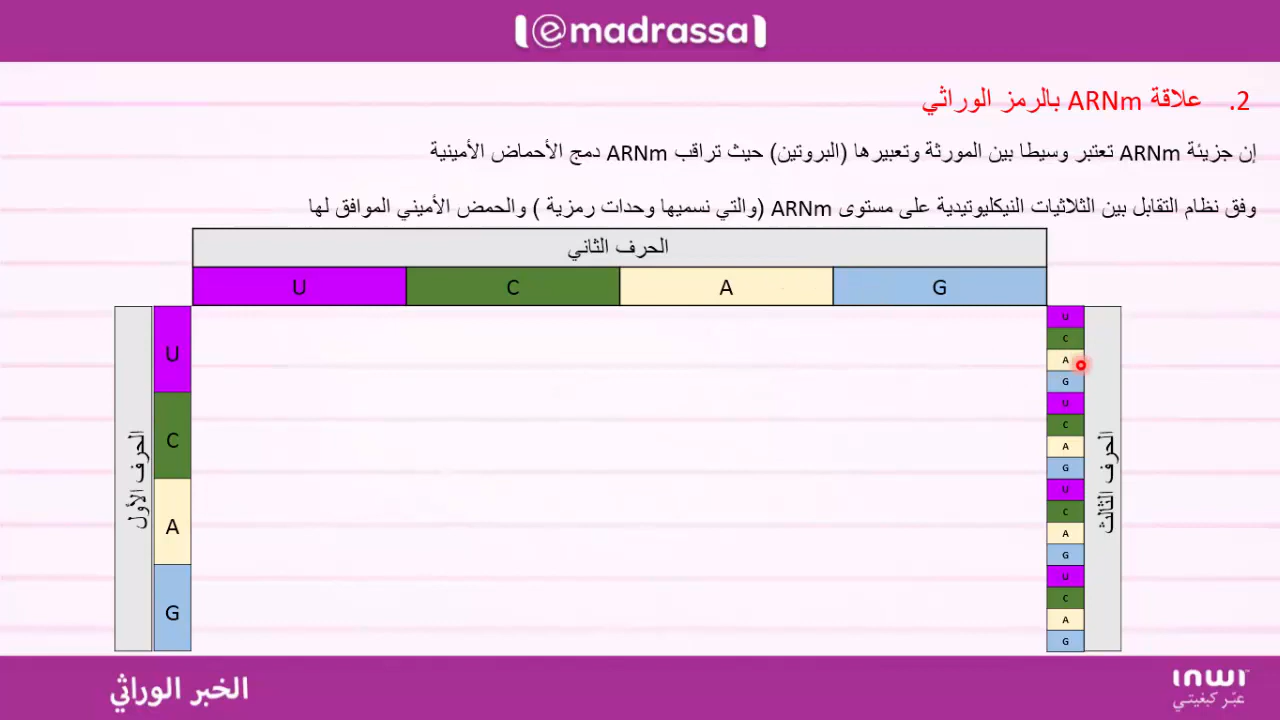 @madrassa
2. علاقة ARNm بالرمز الوراثي
إن جزيئة ARNm تعتبر وسيطا بين المورثة وتعبيرها (البروتين) حيث تراقب ARNm دمج الأحماض الأمينية
وفق نظام التقابل بين الثلاثيات النيكليوتيدية على مستوى ARNm (والتي نسميها وحدات رمزية ) والحمض الأميني الموافق لها
الحرف الثاني
U C A G
الحرف الأول
U
C
A
G
U
C
A
G
U
C
A
G
U
C
A
G
U
C
A
G
الحرف الثالث
الخبر الوراثي
inwi
عبّر كبغيتي